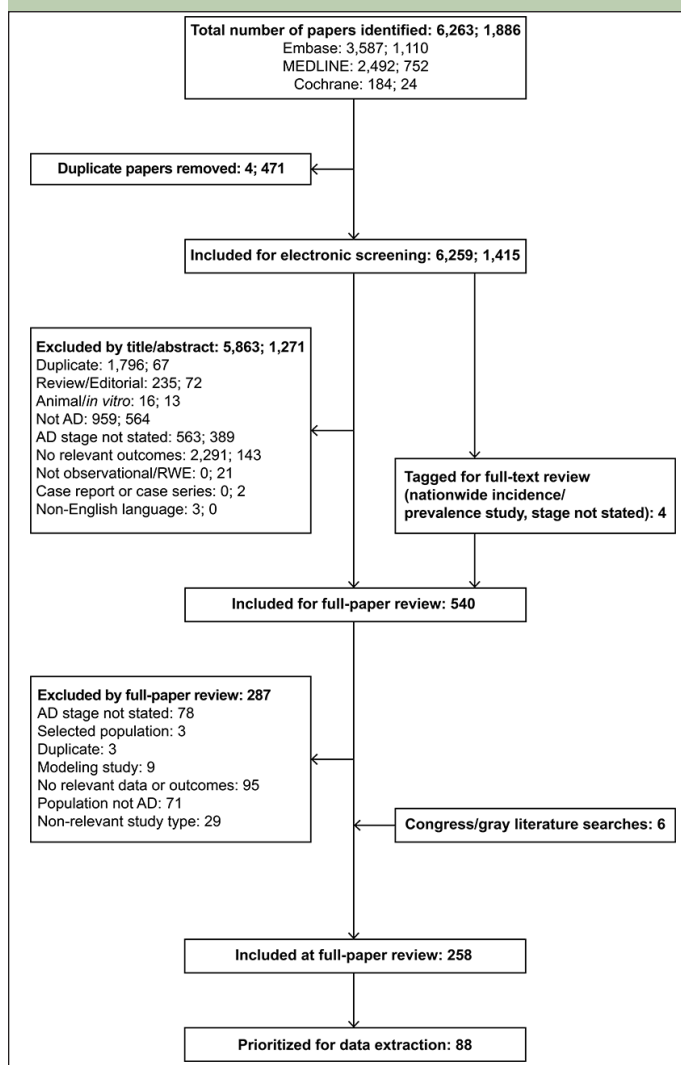 Total number of papers identified: 6,263; 1,886
Embase: 3,587; 1,110
MEDLINE: 2,492; 752
Cochrane: 184; 24
Duplicate papers removed: 4; 471
Included for electronic screening: 6,259; 1,415
Excluded by title/abstract: 5,863; 1,271
Duplicate: 1,796; 67
Review/Editorial: 235; 72
Animal/in vitro: 16; 13
Not AD: 959; 564
AD stage not stated: 563; 389
No relevant outcomes: 2,291; 143
Not observational/RWE: 0; 21
Case report or case series: 0; 2
Non-English language: 3; 0
Tagged for full-text review
(nationwide incidence/
prevalence study, stage not stated): 4
Included for full-paper review: 540
Excluded by full-paper review: 287
AD stage not stated: 78
Selected population: 3
Duplicate: 3
Modeling study: 9
No relevant data or outcomes: 95
Population not AD: 71
Non-relevant study type: 29
Congress/gray literature searches: 6
Included at full-paper review: 258
Prioritized for data extraction: 88